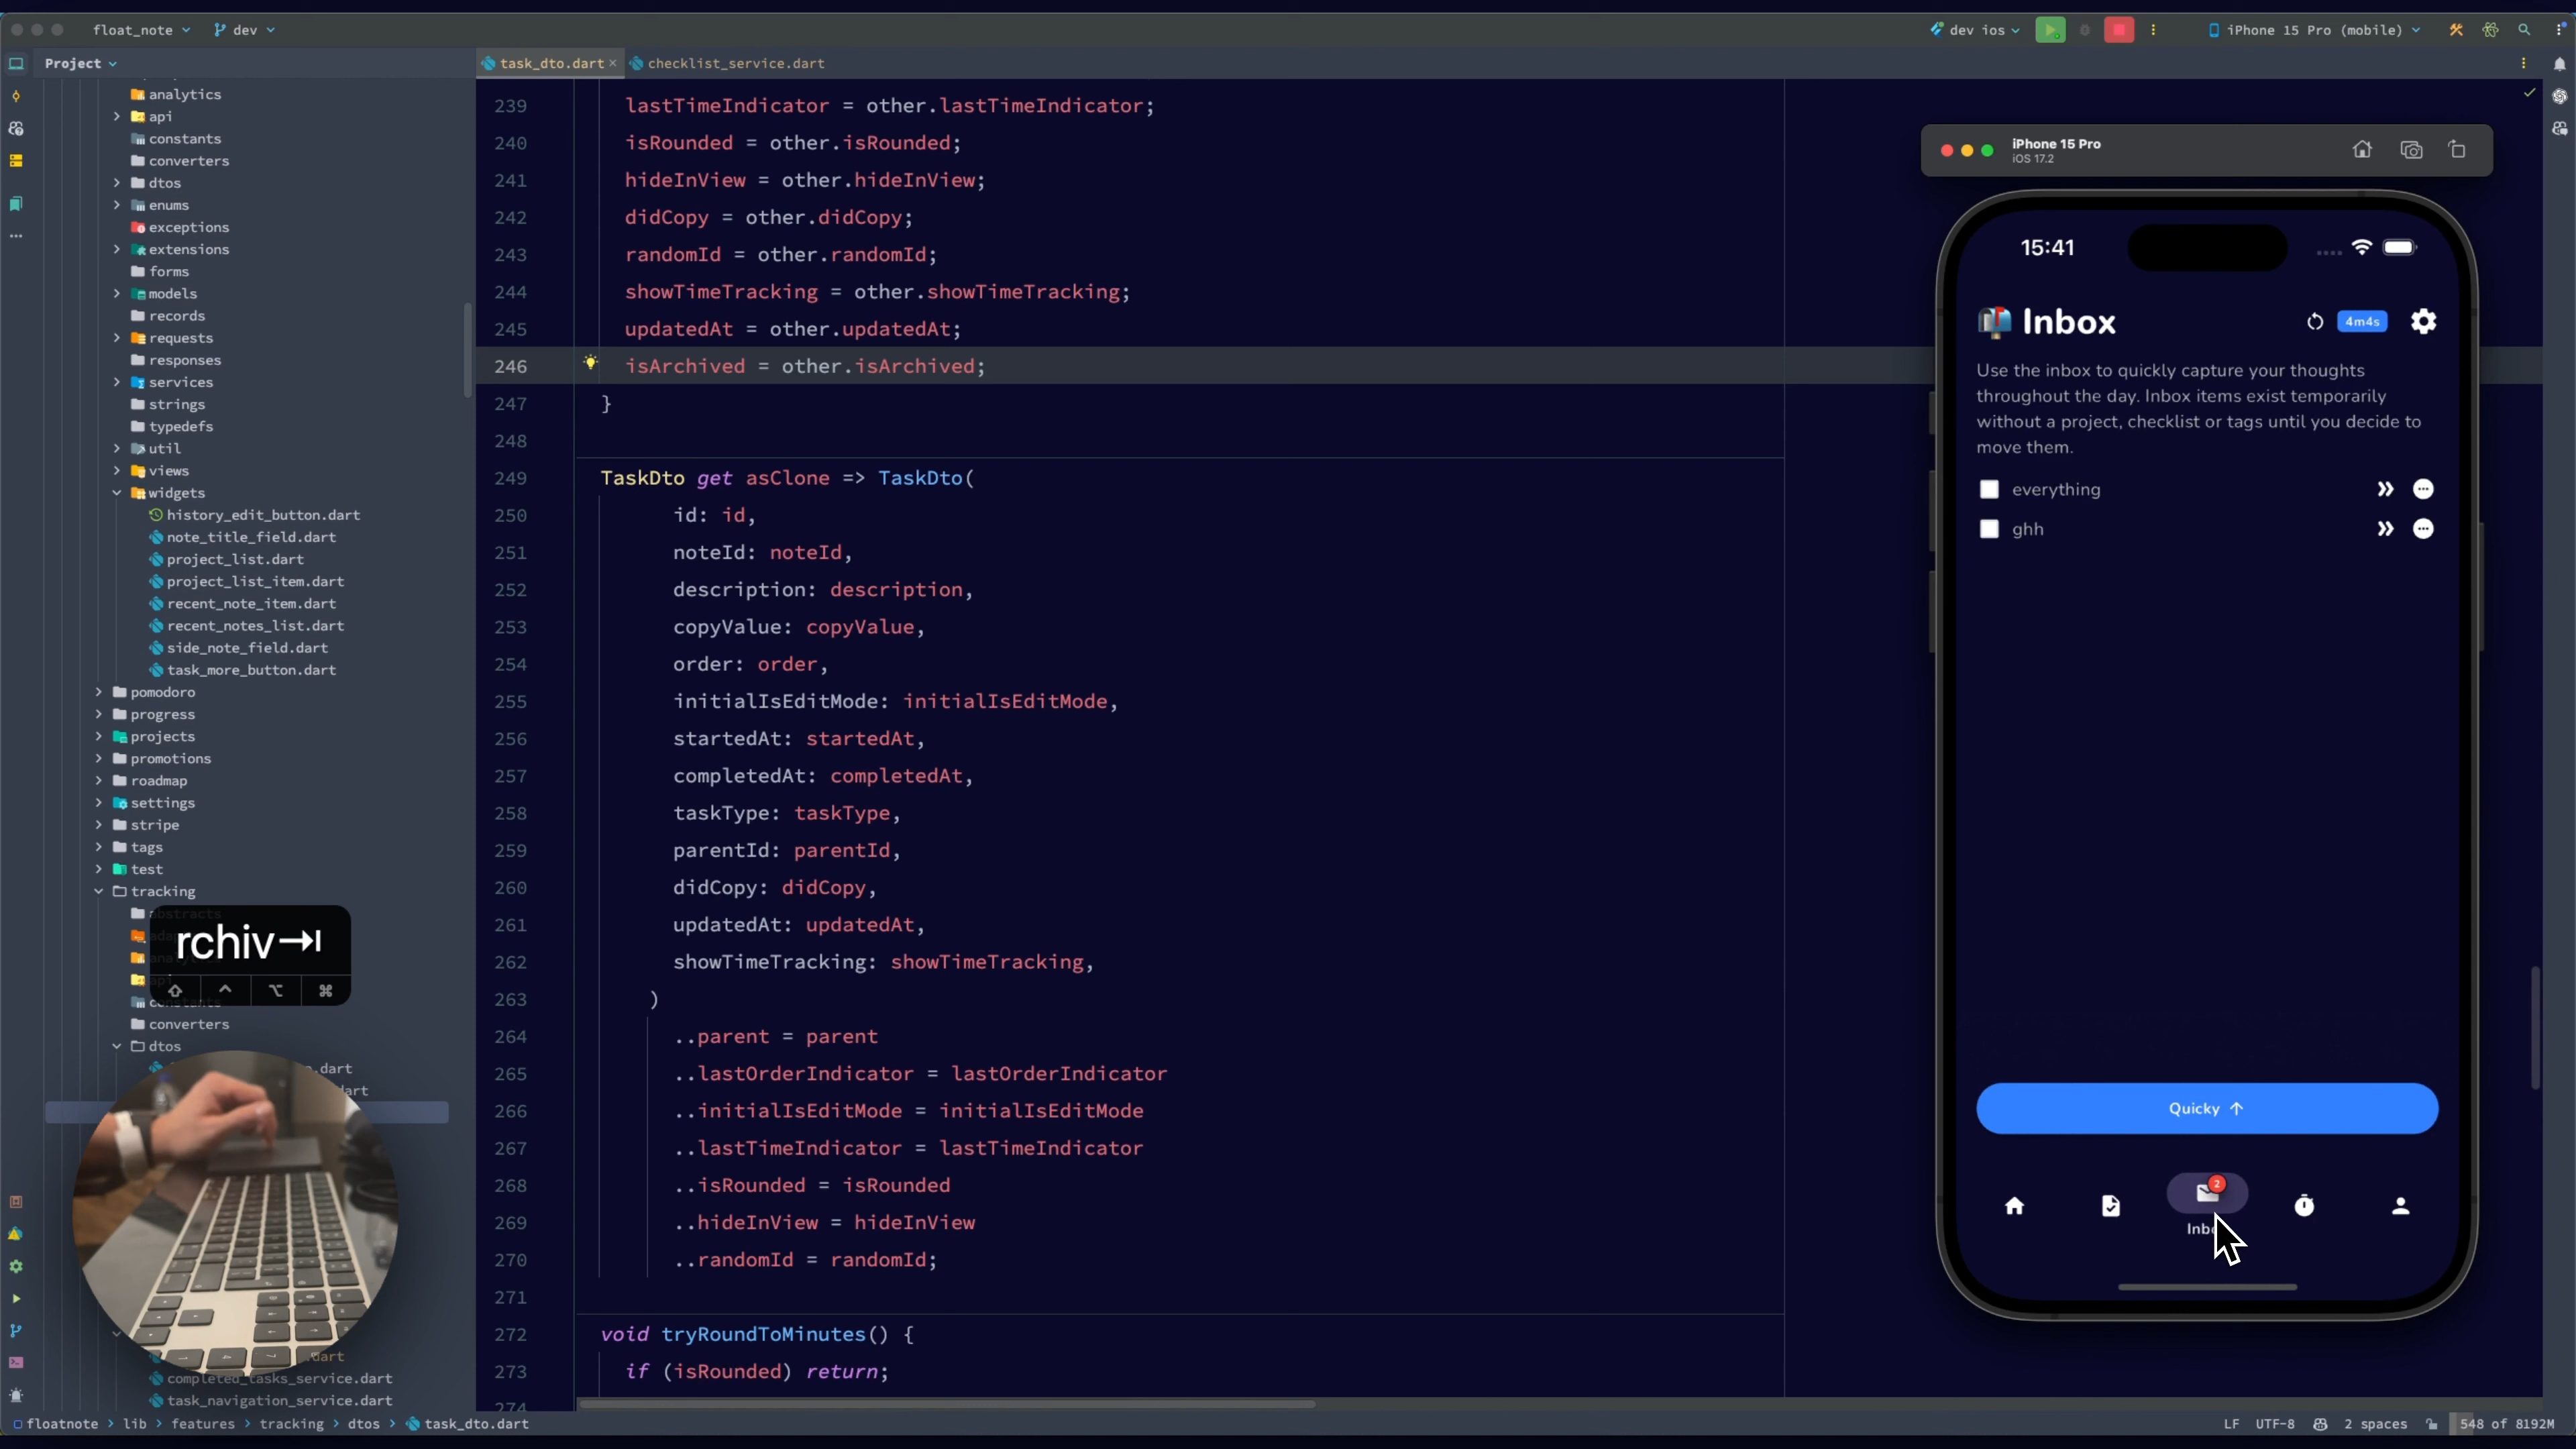 float_note
dev
dev ios
iPhone 15 Pro (mobile)
Project
task_dto.dart
checklist_service.dart
analytics
api
constants
converters
dtos
enums
exceptions
extensions
forms
models
records
requests
responses
services
strings
typedefs
util
views
widgets
history_edit_button.dart
note_title_field.dart
project_list.dart
project_list_item.dart
recent_note_item.dart
recent_notes_list.dart
side_note_field.dart
task_more_button.dart
pomodoro
progress
projects
promotions
roadmap
settings
stripe
tags
test
tracking
abstracts
rchiv
constants
converters
dtos
.dart
dart
dart
completed_tasks_service.dart
task_navigation_service.dart
239 lastTimeIndicator = other.lastTimeIndicator;
240 isRounded = other.isRounded;
241 hideInView = other.hideInView;
242 didCopy = other.didCopy;
243 randomId = other.randomId;
244 showTimeTracking = other.showTimeTracking;
245 updatedAt = other.updatedAt;
246 isArchived = other.isArchived;
247 }
248
249 TaskDto get asClone => TaskDto(
250 id: id,
251 noteId: noteId,
252 description: description,
253 copyValue: copyValue,
254 order: order,
255 initialIsEditMode: initialIsEditMode,
256 startedAt: startedAt,
257 completedAt: completedAt,
258 taskType: taskType,
259 parentId: parentId,
260 didCopy: didCopy,
261 updatedAt: updatedAt,
262 showTimeTracking: showTimeTracking,
263 )
264 ..parent = parent
265 ..lastOrderIndicator = lastOrderIndicator
266 ..initialIsEditMode = initialIsEditMode
267 ..lastTimeIndicator = lastTimeIndicator
268 ..isRounded = isRounded
269 ..hideInView = hideInView
270 ..randomId = randomId;
271
272 void tryRoundToMinutes() {
273 if (isRounded) return;
274
iPhone 15 Pro
iOS 17.2
15:41
Inbox
4m4s
Use the inbox to quickly capture your thoughts
throughout the day. Inbox items exist temporarily
without a project, checklist or tags until you decide to
move them.
everything
ghh
Quicky ↑
2
floatnote > lib > features > tracking > dtos > task_dto.dart
LF UTF-8 2 spaces 548 of 8192M